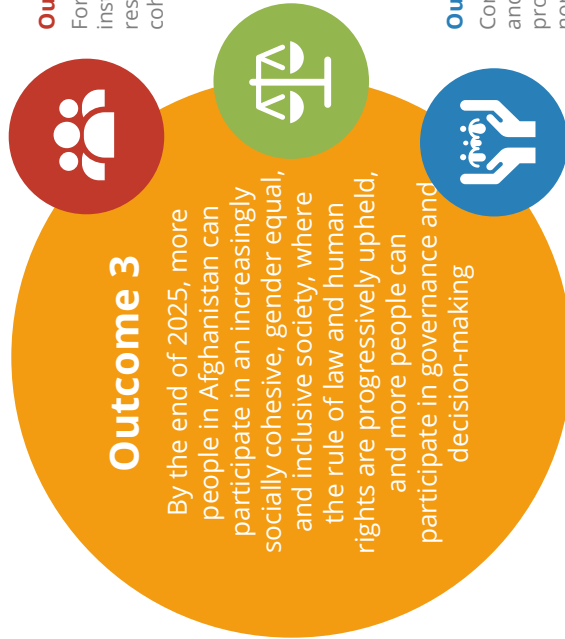 Outcome 3
By the end of 2025, more
people in Afghanistan can
participate in an increasingly
socially cohesive, gender equal,
and inclusive society, where
the rule of law and human
rights are progressively upheld,
and more people can
participate in governance and
decision-making